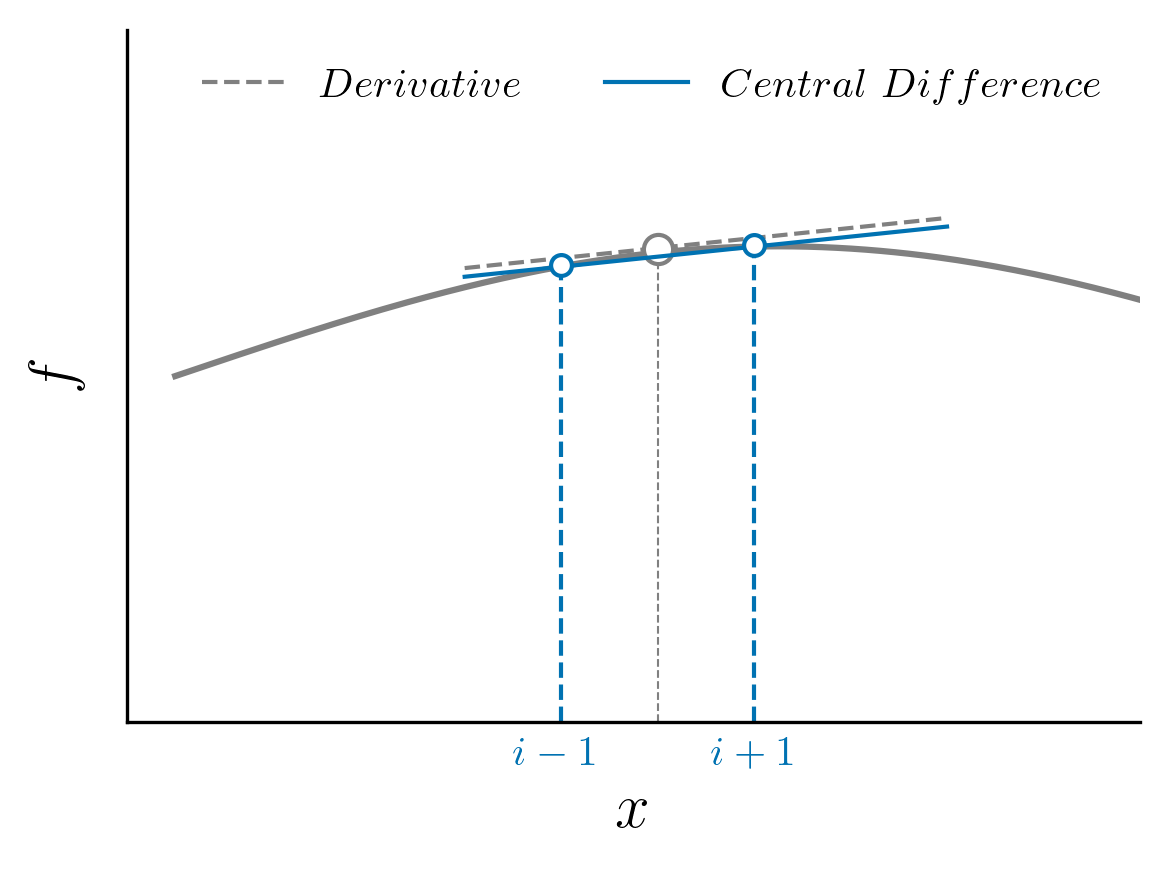 Derivative Central Difference
f
i − 1 i + 1
x